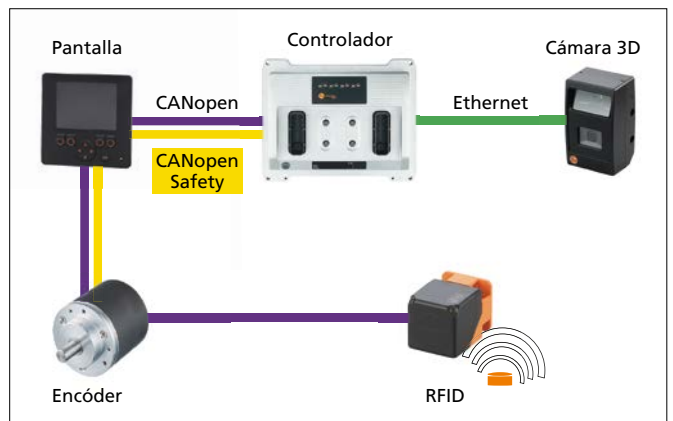 Pantalla
Controlador
Cámara 3D
CANopen
Ethernet
CANopen
Safety
Encóder
RFID